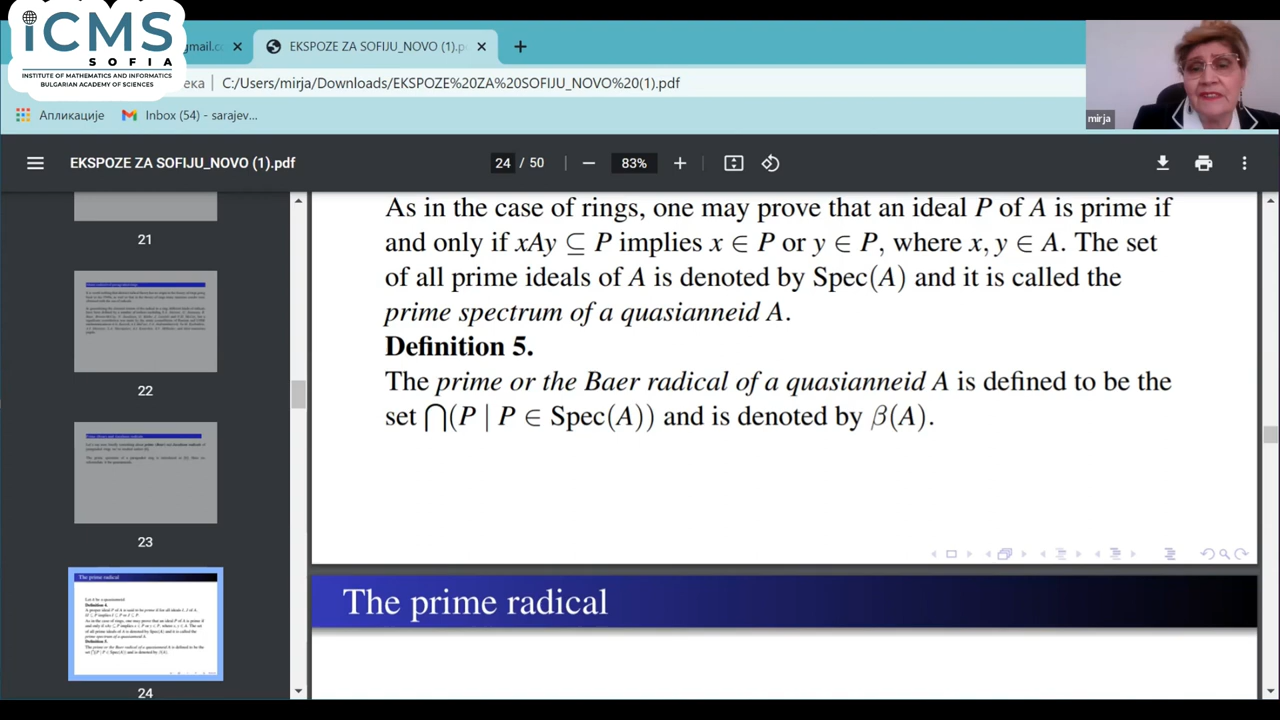 iCMS
SOFIA
INSTITUTE OF MATHEMATICS AND INFORMATICS
BULGARIAN ACADEMY OF SCIENCES
gmail.c
EKSPOZE ZA SOFIJU_NOVO (1).p
ека
C:/Users/mirja/Downloads/EKSPOZE%20ZA%20SOFIJU_NOVO%20(1).pdf
Апликације
Inbox (54) - sarajev...
mirja
EKSPOZE ZA SOFIJU_NOVO (1).pdf
24 / 50
83%
21
22
23
The prime radical
24
As in the case of rings, one may prove that an ideal P of A is prime if
and only if xAy ⊆ P implies x ∈ P or y ∈ P, where x, y ∈ A. The set
of all prime ideals of A is denoted by Spec(A) and it is called the
prime spectrum of a quasianneid A.
Definition 5.
The prime or the Baer radical of a quasianneid A is defined to be the
set ⋂(P | P ∈ Spec(A)) and is denoted by β(A).
The prime radical